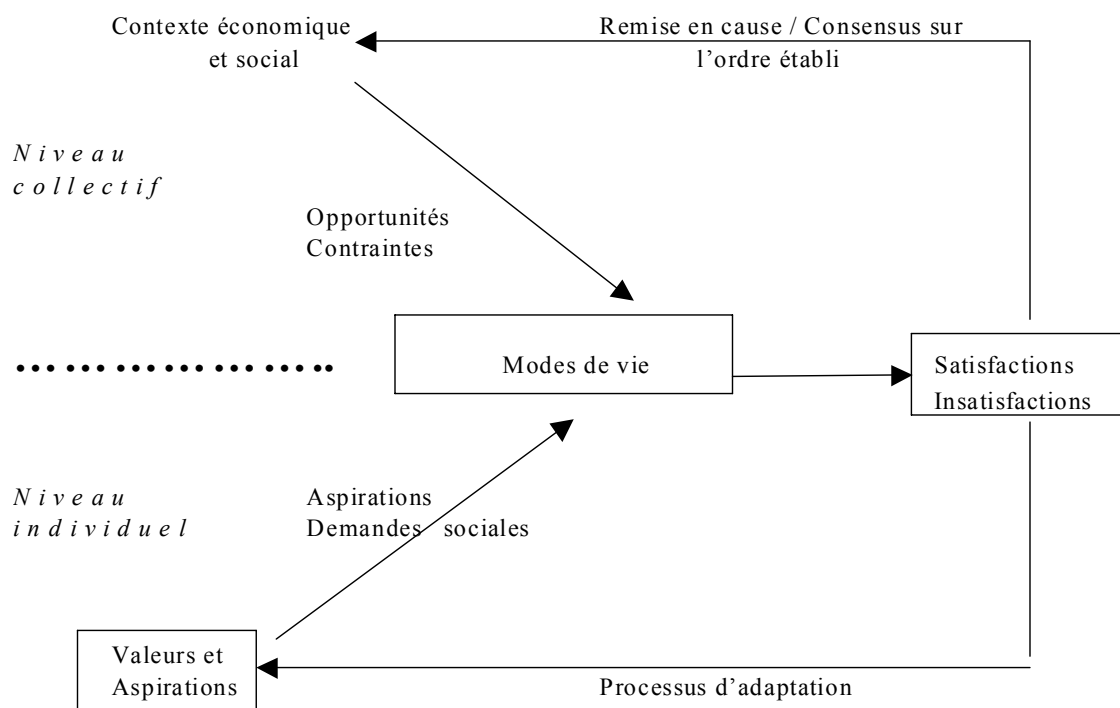 Contexte économique
et social
Remise en cause / Consensus sur
l'ordre établi
Niveau
collectif
Opportunités
Contraintes
Modes de vie
Satisfactions
Insatisfactions
Niveau
individuel
Aspirations
Demandes sociales
Valeurs et
Aspirations
Processus d'adaptation